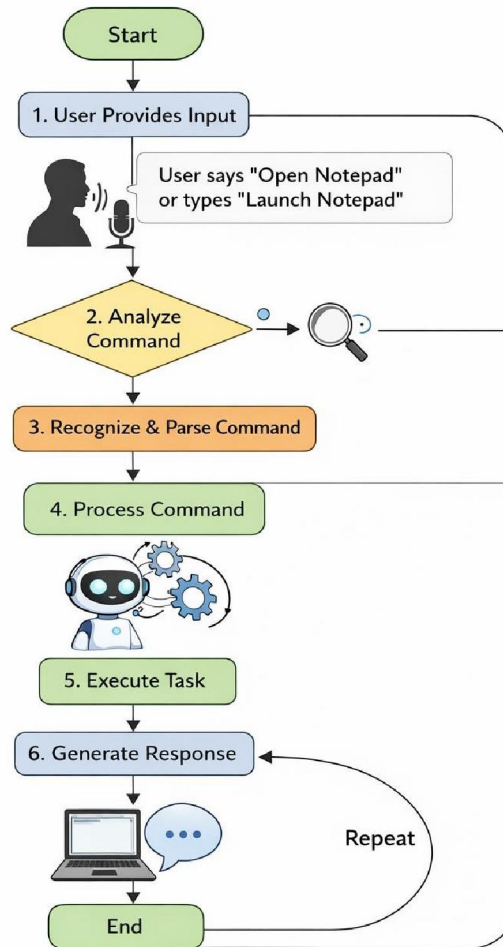 Start
1. User Provides Input
User says "Open Notepad"
or types "Launch Notepad"
2. Analyze
Command
3. Recognize & Parse Command
4. Process Command
5. Execute Task
6. Generate Response
Repeat
End